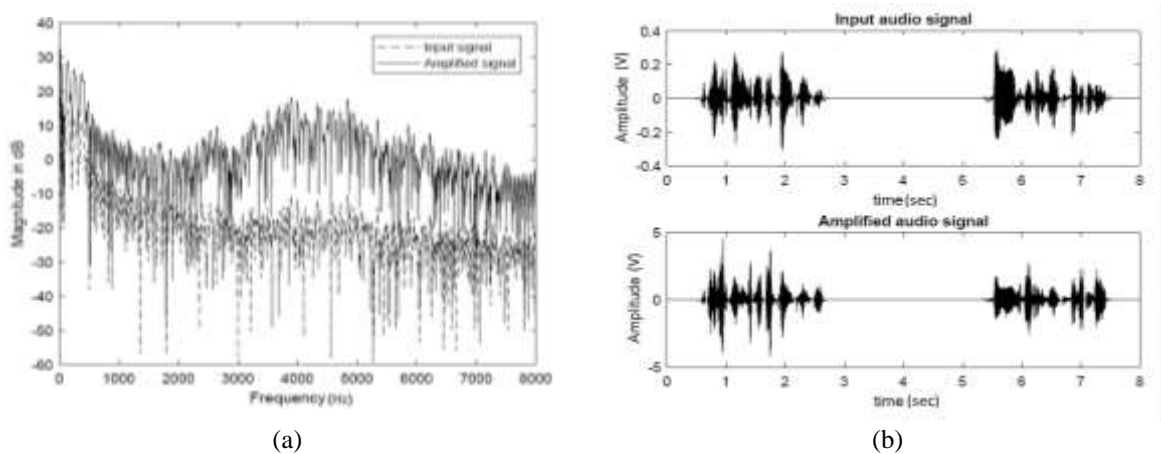 40
30
20
10
0
-10
-20
-30
-40
-50
-60
Magnitude in dB
Input signal
Amplified signal
0 1000 2000 3000 4000 5000 6000 7000 8000
Frequency (Hz)
(a)
Input audio signal
0.4
0.2
0
-0.2
-0.4
Amplitude (V)
0 1 2 3 4 5 6 7 8
time (sec)
Amplified audio signal
5
0
-5
Amplitude (V)
0 1 2 3 4 5 6 7 8
time (sec)
(b)